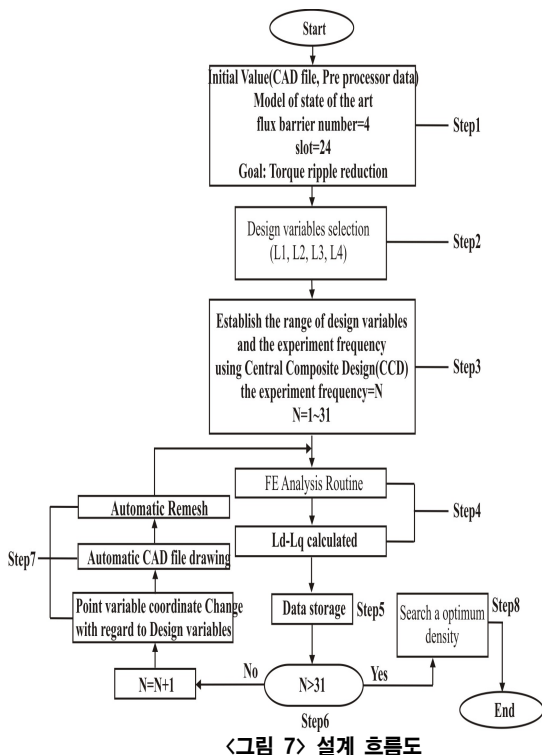 Start
Initial Value(CAD file, Pre processor data)
Model of state of the art
flux barrier number=4
slot=24
Goal: Torque ripple reduction
Step1
Design variables selection
(L1, L2, L3, L4)
Step2
Establish the range of design variables
and the experiment frequency
using Central Composite Design(CCD)
the experiment frequency=N
N=1~31
Step3
FE Analysis Routine
Ld-Lq calculated
Step4
Automatic Remesh
Automatic CAD file drawing
Point variable coordinate Change
with regard to Design variables
Step7
Data storage
Step5
Search a optimum
density
Step8
N=N+1
No
N>31
Yes
Step6
End
<그림 7> 설계 흐름도